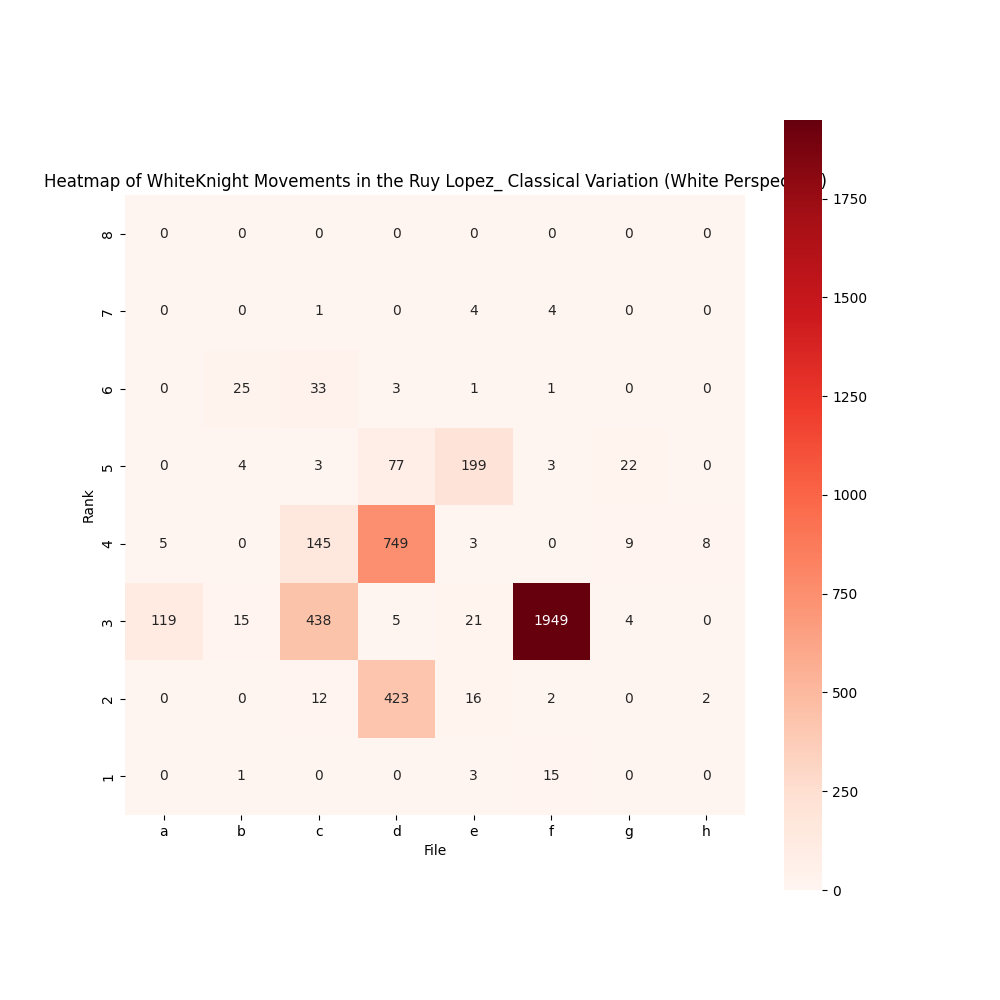 Heatmap of WhiteKnight Movements in the Ruy Lopez_ Classical Variation (White Perspec )
8 0 0 0 0 0 0 0 0
7 0 0 1 0 4 4 0 0
6 0 25 33 3 1 1 0 0
5 0 4 3 77 199 3 22 0
4 5 0 145 749 3 0 9 8
3 119 15 438 5 21 1949 4 0
2 0 0 12 423 16 2 0 2
1 0 1 0 0 3 15 0 0
a b c d e f g h
File
Rank
1750
1500
1250
1000
750
500
250
0